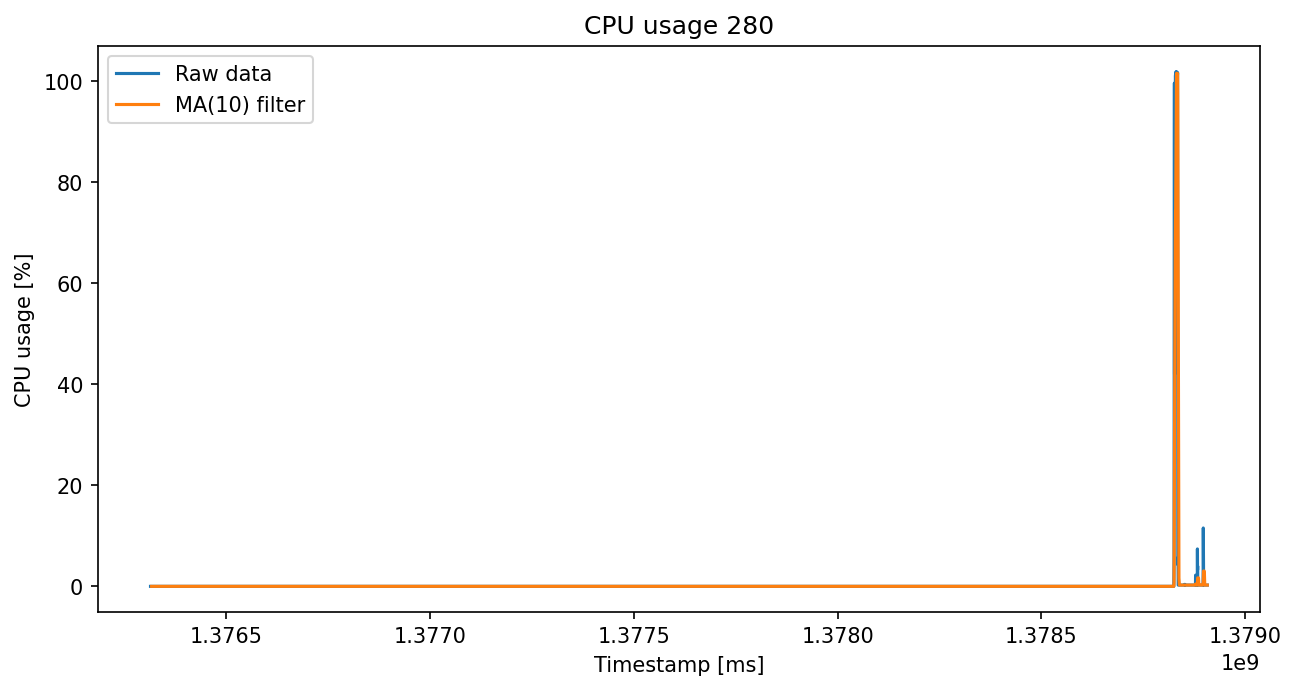 CPU usage 280
Raw data
MA(10) filter
100
80
60
40
20
0
CPU usage [%]
1.3765
1.3770
1.3775
1.3780
1.3785
1.3790
1e9
Timestamp [ms]